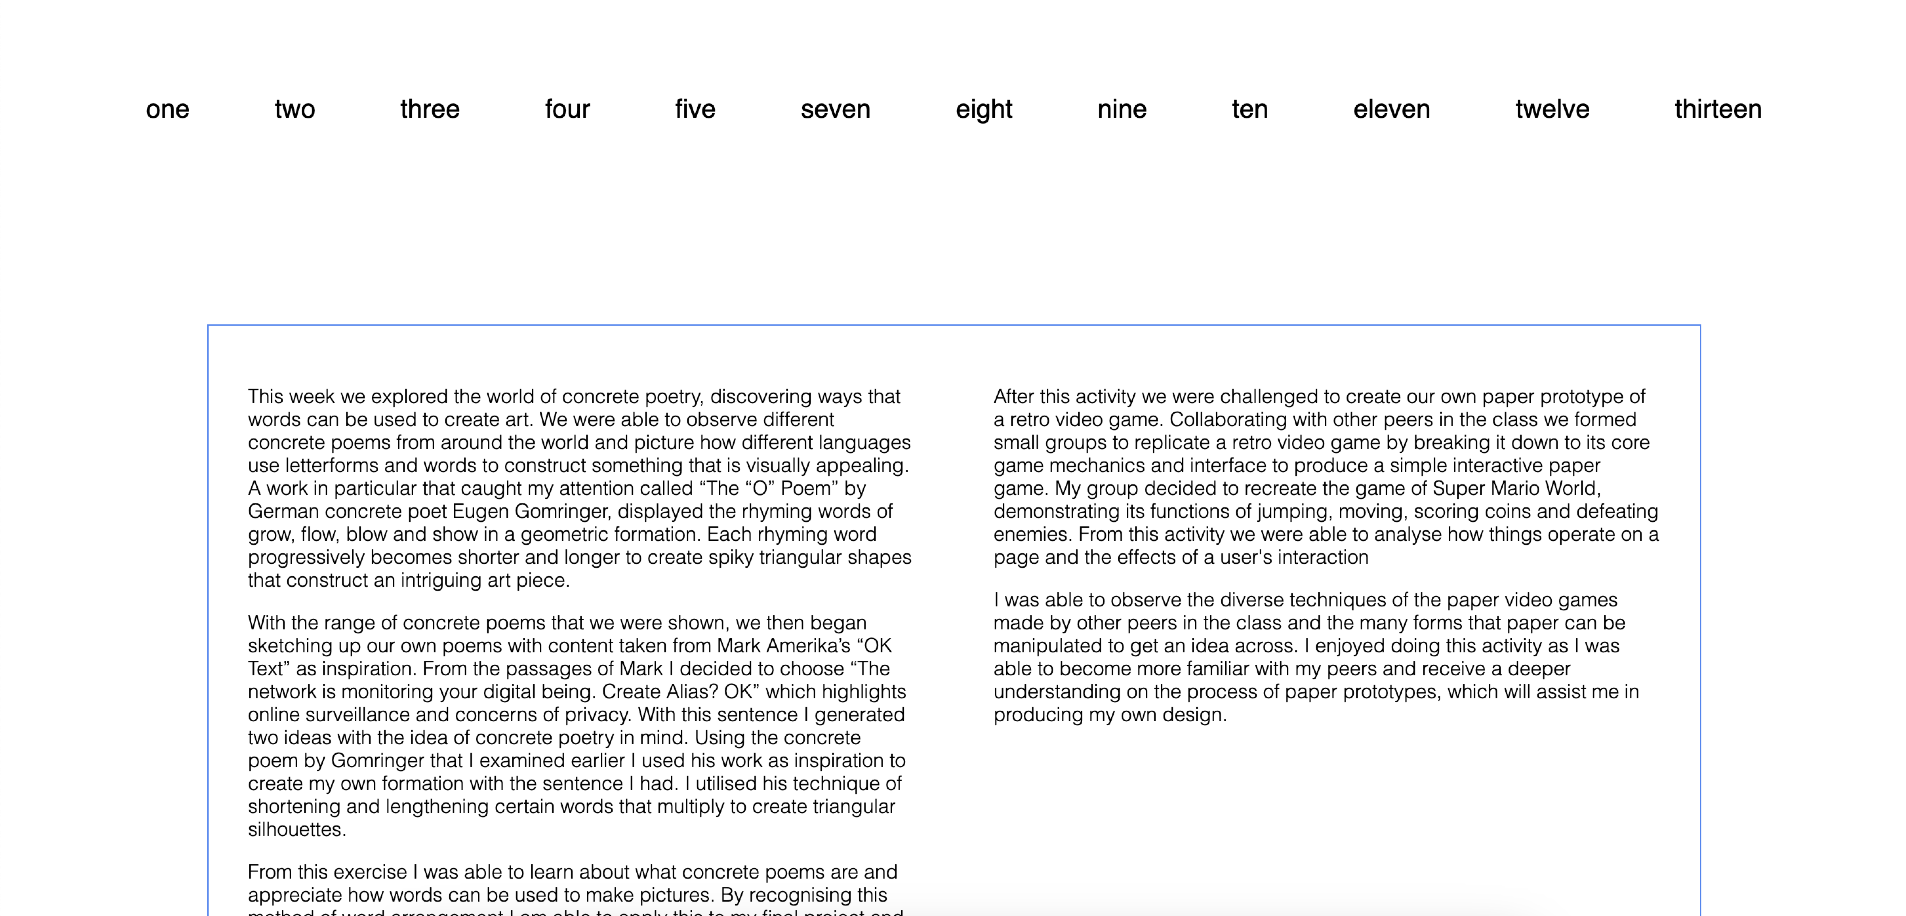 one two three four five seven eight nine ten eleven twelve thirteen
This week we explored the world of concrete poetry, discovering ways that
words can be used to create art. We were able to observe different
concrete poems from around the world and picture how different languages
use letterforms and words to construct something that is visually appealing.
A work in particular that caught my attention called “The “O” Poem” by
German concrete poet Eugen Gomringer, displayed the rhyming words of
grow, flow, blow and show in a geometric formation. Each rhyming word
progressively becomes shorter and longer to create spiky triangular shapes
that construct an intriguing art piece.
With the range of concrete poems that we were shown, we then began
sketching up our own poems with content taken from Mark Amerika’s “OK
Text” as inspiration. From the passages of Mark I decided to choose “The
network is monitoring your digital being. Create Alias? OK” which highlights
online surveillance and concerns of privacy. With this sentence I generated
two ideas with the idea of concrete poetry in mind. Using the concrete
poem by Gomringer that I examined earlier I used his work as inspiration to
create my own formation with the sentence I had. I utilised his technique of
shortening and lengthening certain words that multiply to create triangular
silhouettes.
From this exercise I was able to learn about what concrete poems are and
appreciate how words can be used to make pictures. By recognising this
method of word arrangement I am able to apply this to my final project and
After this activity we were challenged to create our own paper prototype of
a retro video game. Collaborating with other peers in the class we formed
small groups to replicate a retro video game by breaking it down to its core
game mechanics and interface to produce a simple interactive paper
game. My group decided to recreate the game of Super Mario World,
demonstrating its functions of jumping, moving, scoring coins and defeating
enemies. From this activity we were able to analyse how things operate on a
page and the effects of a user's interaction
I was able to observe the diverse techniques of the paper video games
made by other peers in the class and the many forms that paper can be
manipulated to get an idea across. I enjoyed doing this activity as I was
able to become more familiar with my peers and receive a deeper
understanding on the process of paper prototypes, which will assist me in
producing my own design.